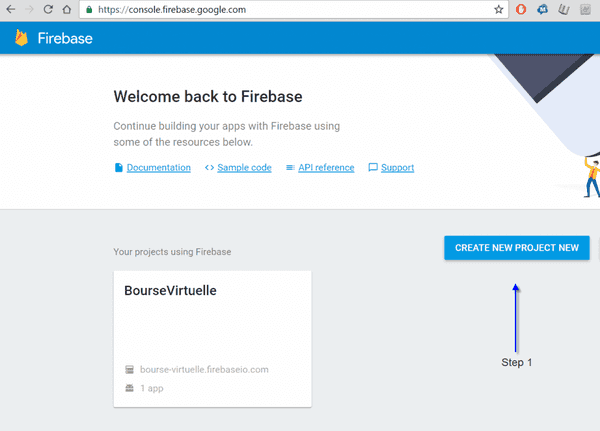 https://console.firebase.google.com
Firebase
Welcome back to Firebase
Continue building your apps with Firebase using
some of the resources below.
Documentation Sample code API reference Support
Your projects using Firebase
CREATE NEW PROJECT NEW
BourseVirtuelle
bourse-virtuelle.firebaseio.com
1 app
Step 1